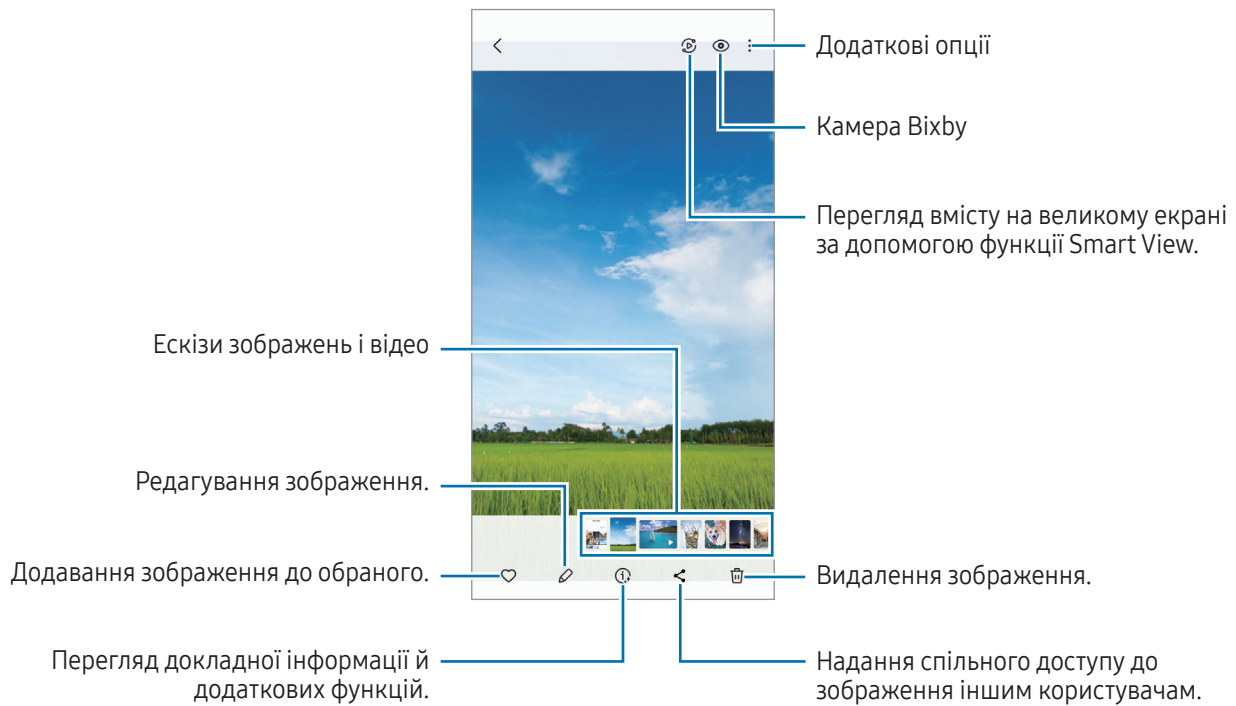 Додаткові опції
Камера Bixby
Перегляд вмісту на великому екрані
за допомогою функції Smart View.
Ескізи зображень і відео
Редагування зображення.
Додавання зображення до обраного.
Видалення зображення.
Перегляд докладної інформації й
додаткових функцій.
Надання спільного доступу до
зображення іншим користувачам.